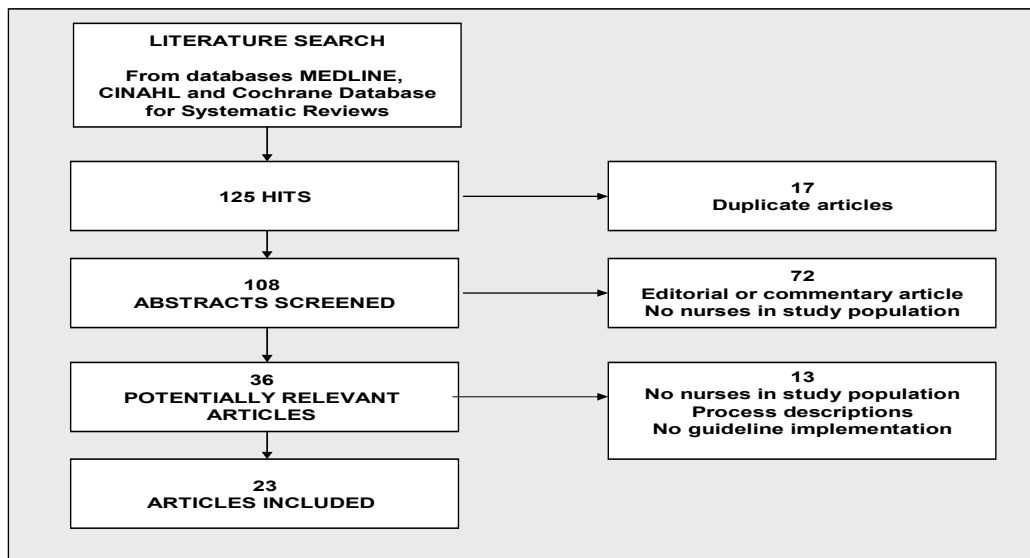 LITERATURE SEARCH
From databases MEDLINE,
CINAHL and Cochrane Database
for Systematic Reviews
125 HITS
17
Duplicate articles
108
ABSTRACTS SCREENED
72
Editorial or commentary article
No nurses in study population
36
POTENTIALLY RELEVANT
ARTICLES
13
No nurses in study population
Process descriptions
No guideline implementation
23
ARTICLES INCLUDED